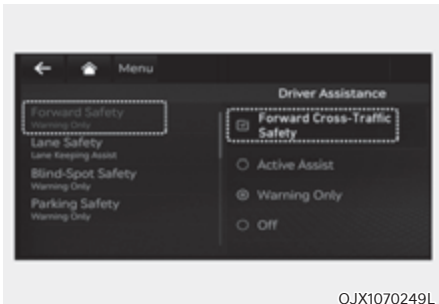 Menu
Driver Assistance
Forward Safety
Warning Only
Lane Safety
Lane Keeping Assist
Blind-Spot Safety
Warning Only
Parking Safety
Warning Only
Forward Cross-Traffic
Safety
Active Assist
Warning Only
Off
OJX1070249L